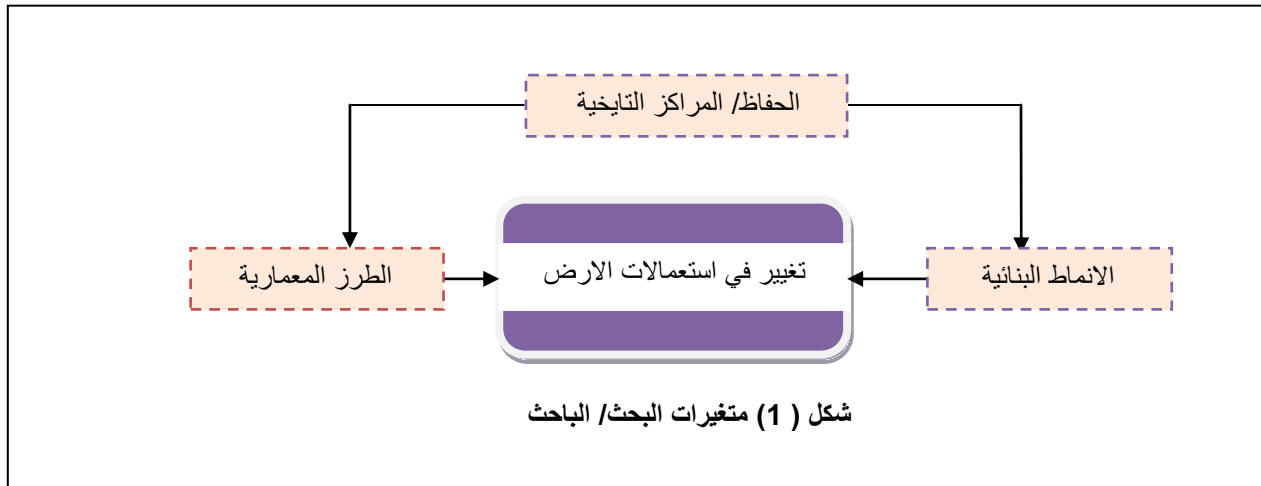 الحفاظ/ المراكز التايخية
الانماط البنائية
تغيير في استعمالات الارض
الطرز المعمارية
شكل ( 1) متغيرات البحث/ الباحث